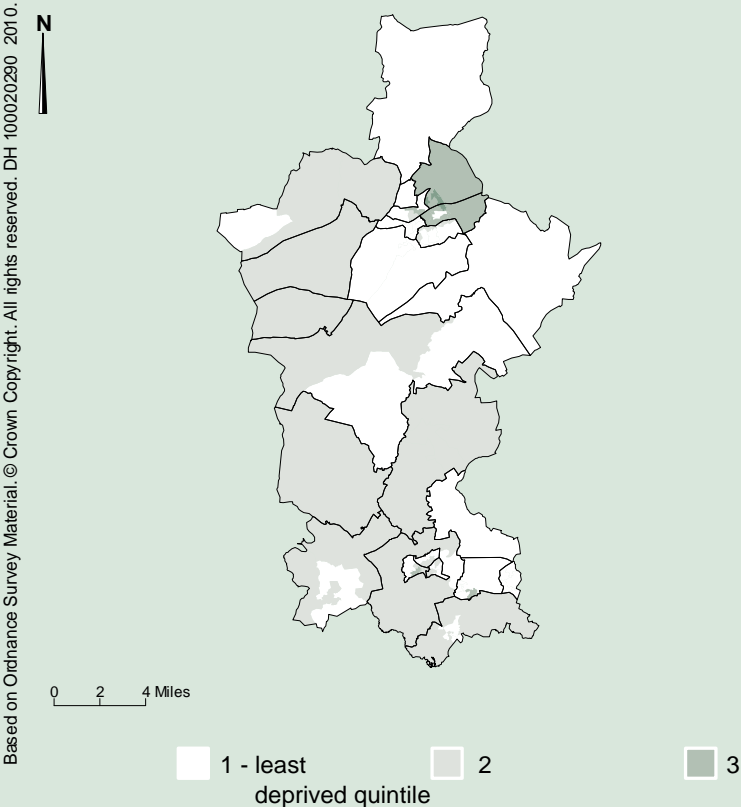 Based on Ordnance Survey Material. © Crown Copyright. All rights reserved. DH 100020290 2010.
N
0 2 4 Miles
1 - least
deprived quintile
2
3